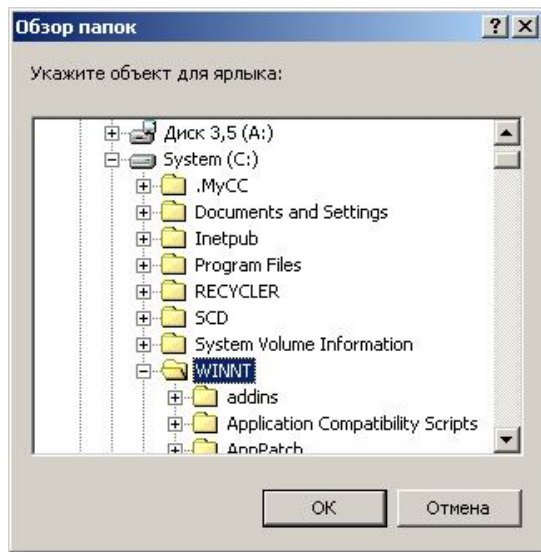 Обзор папок
Укажите объект для ярлыка:
Диск 3,5 (A:)
System (C:)
.MyCC
Documents and Settings
Inetpub
Program Files
RECYCLER
SCD
System Volume Information
WINNT
addins
Application Compatibility Scripts
AppPatch
OK
Отмена